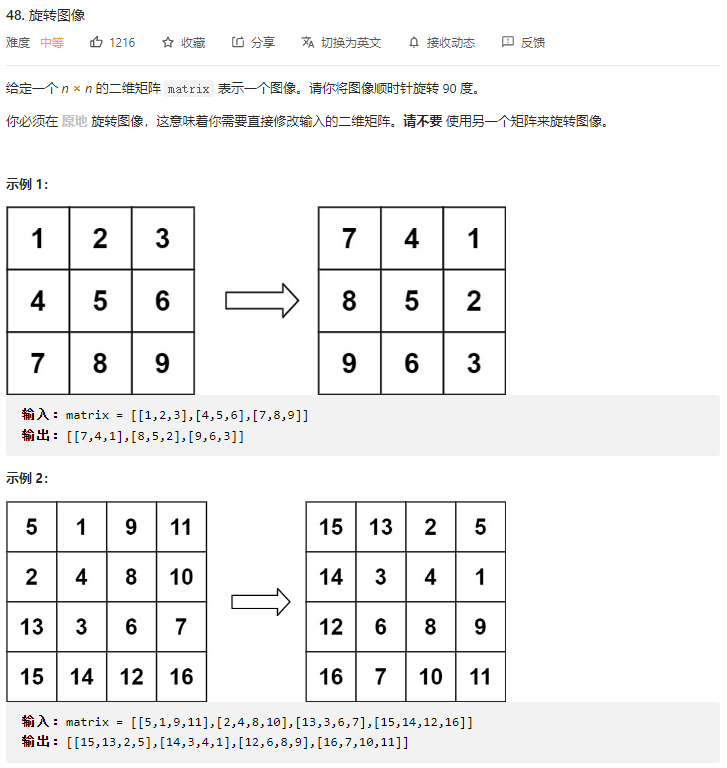 48. 旋转图像
难度 中等 1216 收藏 分享 切换为英文 接收动态 反馈
给定一个 n × n 的二维矩阵 matrix 表示一个图像。请你将图像顺时针旋转 90 度。
你必须在 原地 旋转图像，这意味着你需要直接修改输入的二维矩阵。请不要 使用另一个矩阵来旋转图像。
示例 1：
1 2 3 7 4 1
4 5 6 8 5 2
7 8 9 9 6 3
输入：matrix = [[1,2,3],[4,5,6],[7,8,9]]
输出：[[7,4,1],[8,5,2],[9,6,3]]
示例 2：
5 1 9 11 15 13 2 5
2 4 8 10 14 3 4 1
13 3 6 7 12 6 8 9
15 14 12 16 16 7 10 11
输入：matrix = [[5,1,9,11],[2,4,8,10],[13,3,6,7],[15,14,12,16]]
输出：[[15,13,2,5],[14,3,4,1],[12,6,8,9],[16,7,10,11]]